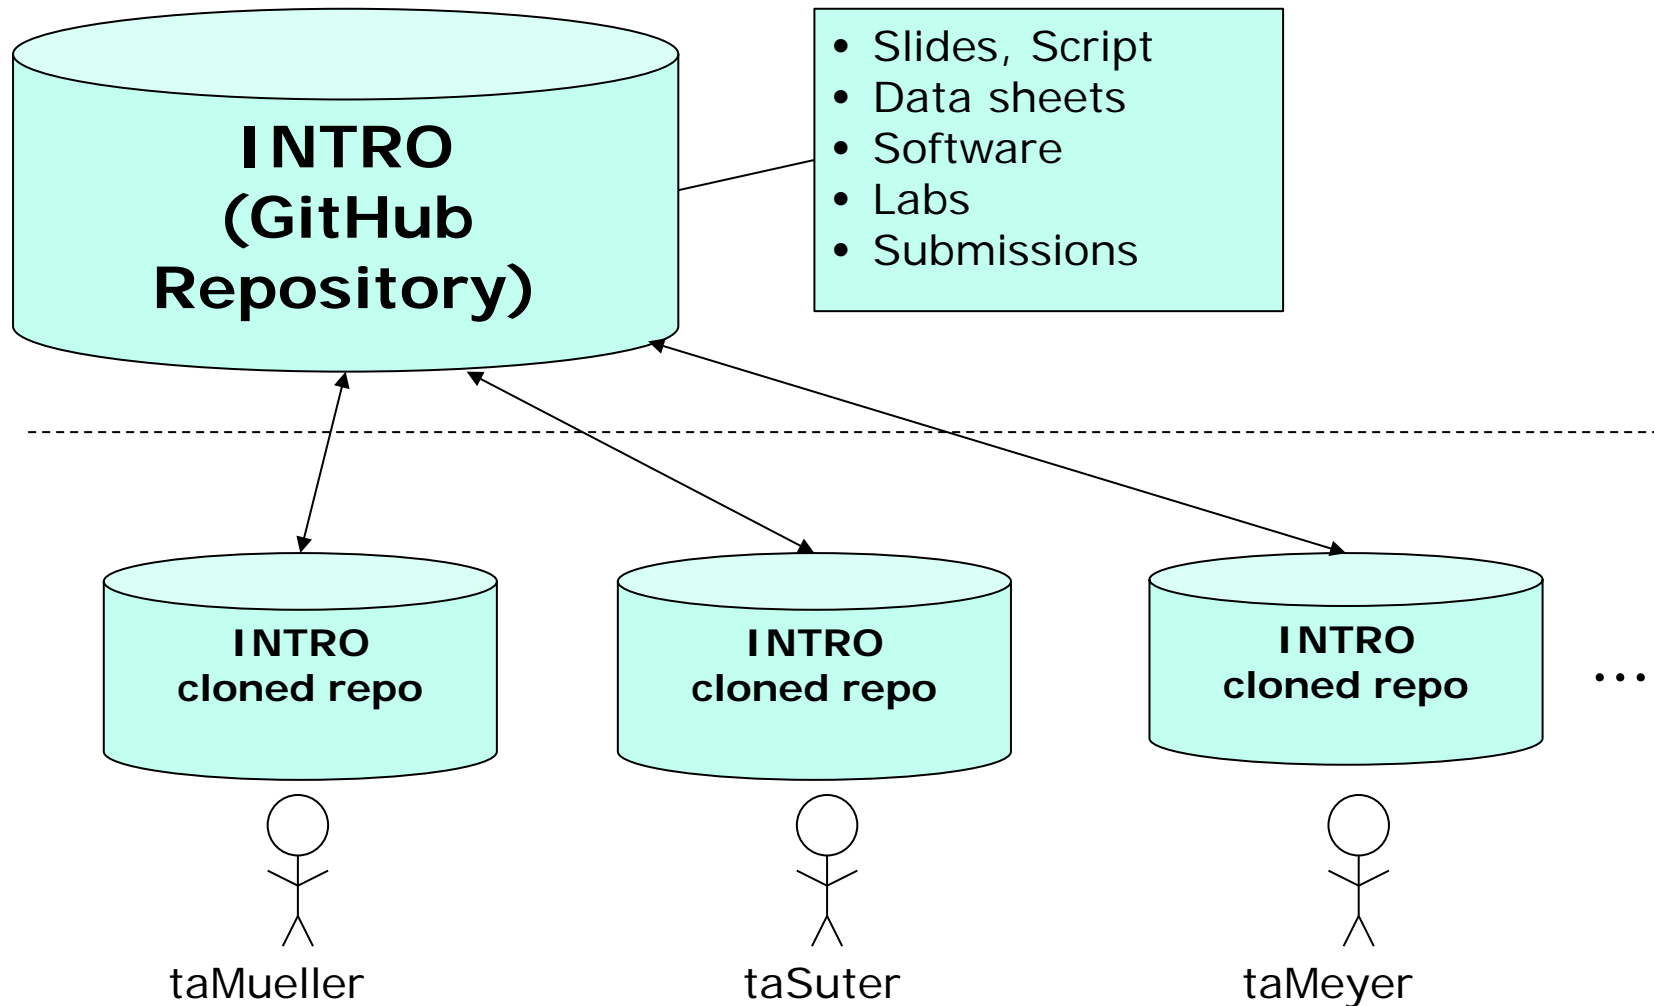 INTRO
(GitHub
Repository)
• Slides, Script
• Data sheets
• Software
• Labs
• Submissions
INTRO
cloned repo
INTRO
cloned repo
INTRO
cloned repo
...
taMueller
taSuter
taMeyer